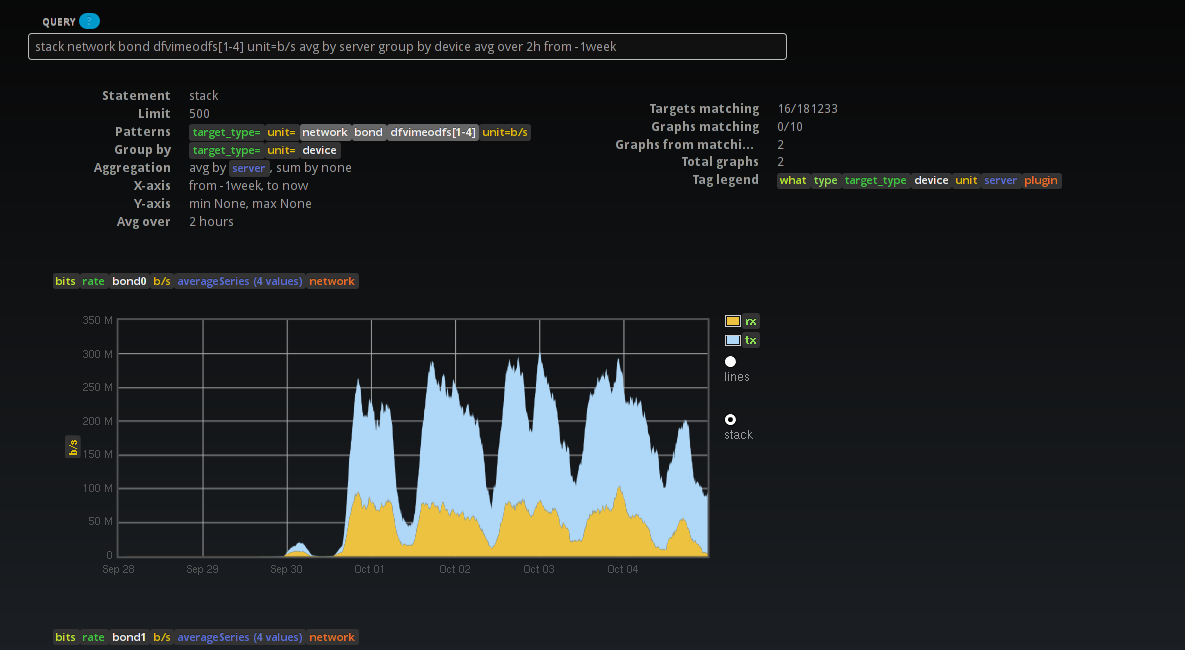 QUERY ?
stack network bond dfvimeodfs[1-4] unit=b/s avg by server group by device avg over 2h from -1week
Statement stack
Limit 500
Patterns target_type= unit= network bond dfvimeodfs[1-4] unit=b/s
Group by target_type= unit= device
Aggregation avg by server, sum by none
X-axis from -1week, to now
Y-axis min None, max None
Avg over 2 hours
Targets matching 16/181233
Graphs matching 0/10
Graphs from matchi... 2
Total graphs 2
Tag legend what type target_type device unit server plugin
bits rate bond0 b/s averageSeries (4 values) network
350 M
300 M
250 M
200 M
150 M
100 M
50 M
0
b/s
Sep 28 Sep 29 Sep 30 Oct 01 Oct 02 Oct 03 Oct 04
rx
tx
lines
stack
bits rate bond1 b/s averageSeries (4 values) network